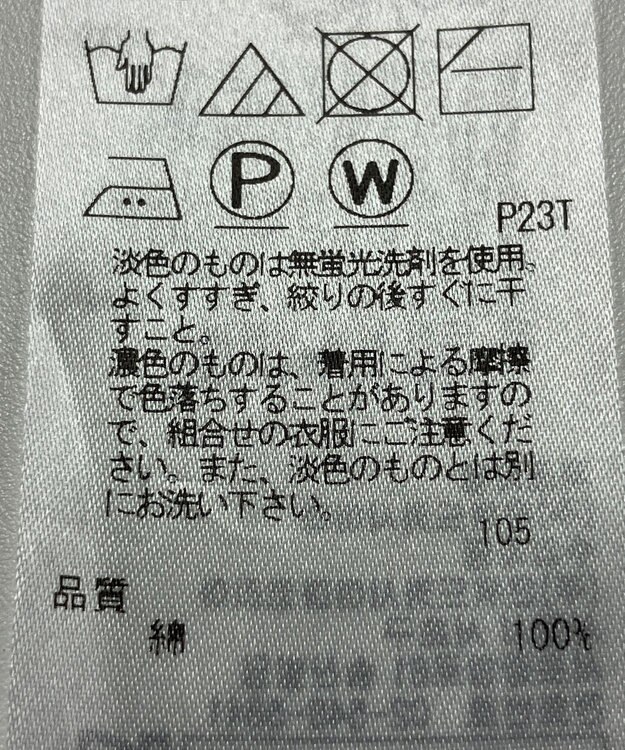 P W
P23T
淡色のものは無蛍光洗剤を使用。
よくすすぎ、絞りの後すぐに干
すこと。
濃色のものは、着用による摩擦
で色落ちすることがありますの
で、組合せの衣服にご注意くだ
さい。また、淡色のものとは別
にお洗い下さい。
105
品質
綿 100%